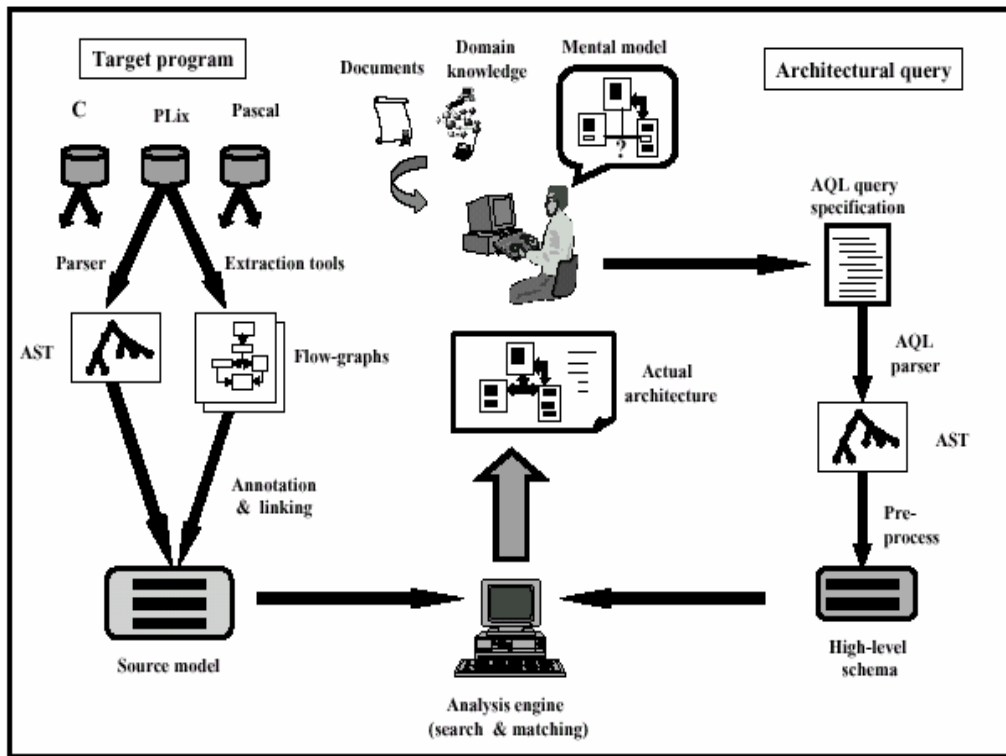 Target program
C
PLix
Pascal
Parser
Extraction tools
AST
Flow-graphs
Annotation
& linking
Source model
Documents
Domain
knowledge
Mental model
?
Actual
architecture
Analysis engine
(search & matching)
Architectural query
AQL query
specification
AQL
parser
AST
Pre-
process
High-level
schema